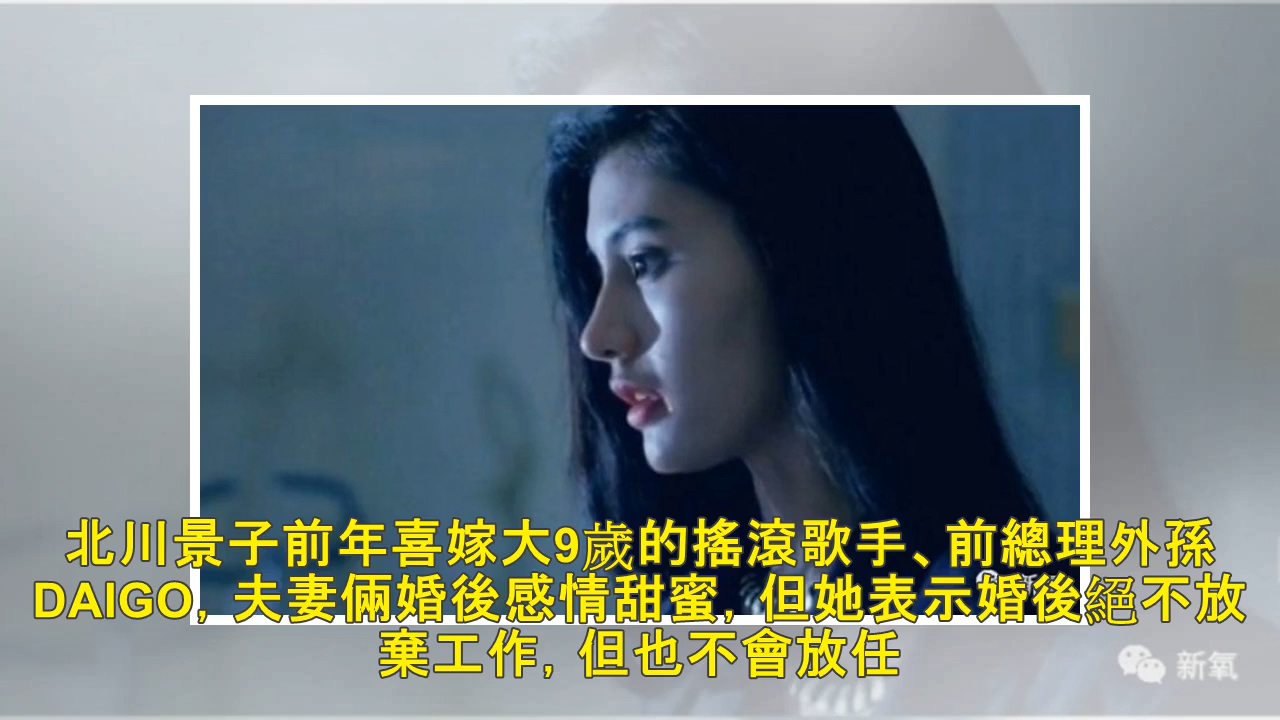 北川景子前年喜嫁大9歲的搖滾歌手、前總理外孫
DAIGO, 夫妻倆婚後感情甜蜜, 但她表示婚後絕不放
棄工作, 但也不會放任
新氧